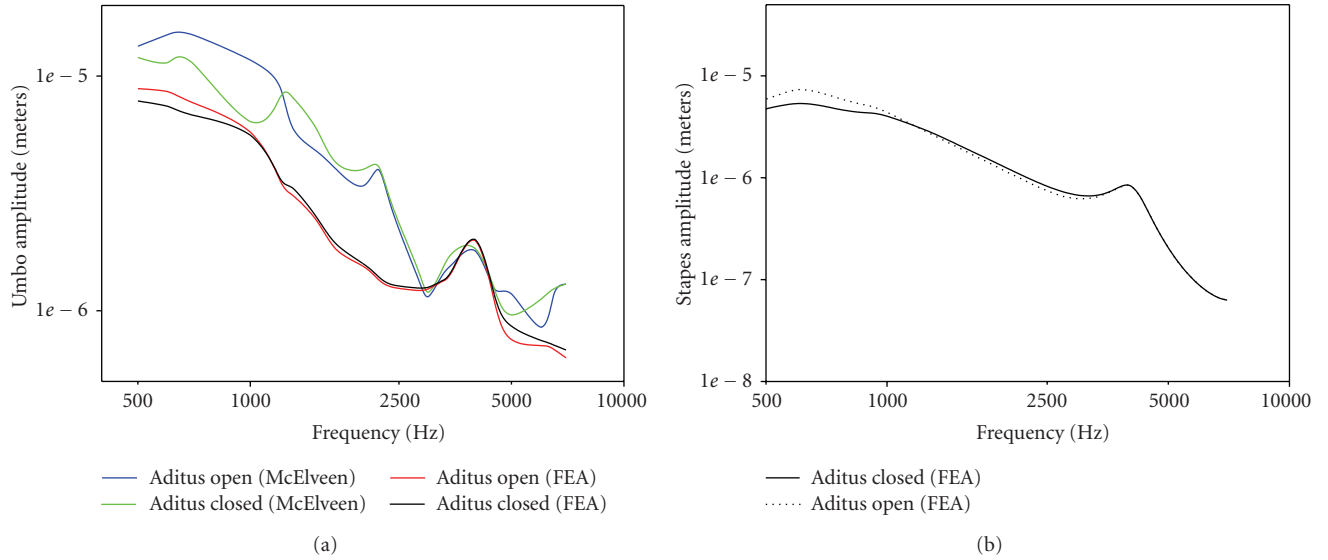 Umbo amplitude (meters)
1e − 5
1e − 6
500
1000
2500
5000
10000
Frequency (Hz)
Aditus open (McElveen)
Aditus closed (McElveen)
Aditus open (FEA)
Aditus closed (FEA)
(a)
Stapes amplitude (meters)
1e − 5
1e − 6
1e − 7
1e − 8
500
1000
2500
5000
10000
Frequency (Hz)
Aditus closed (FEA)
Aditus open (FEA)
(b)